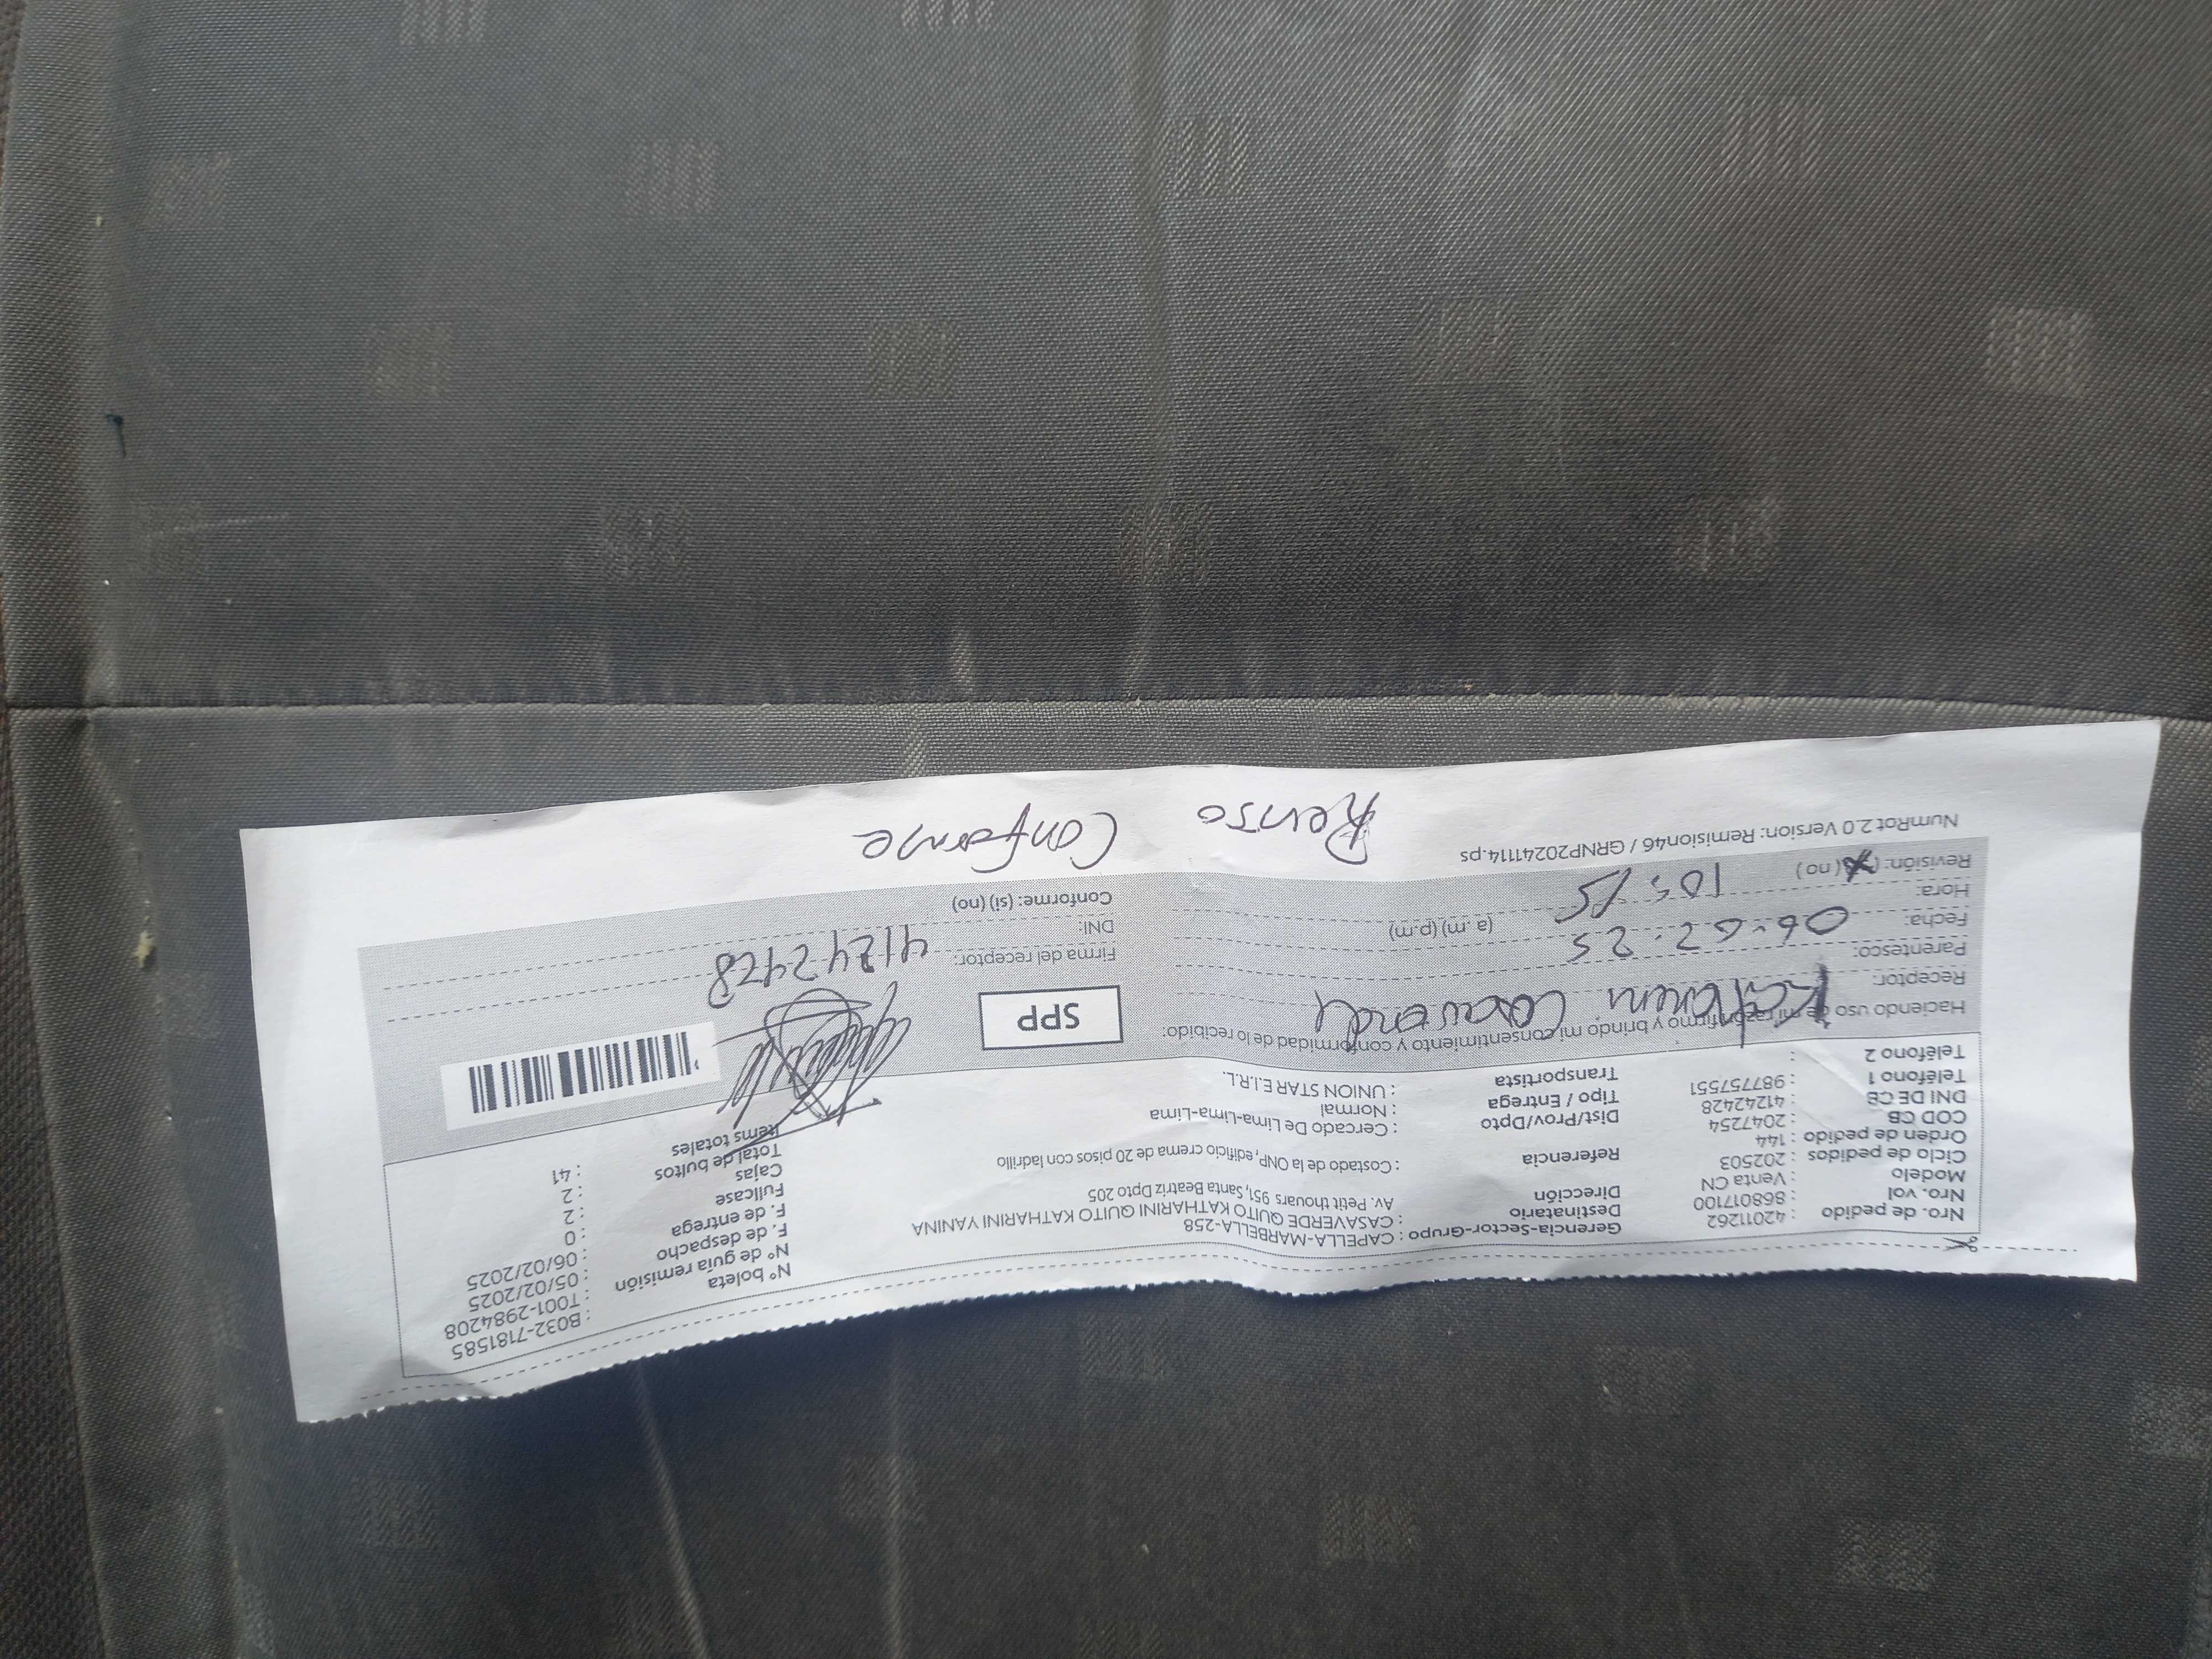 Nro. de pedido : 42011262
Nro. vol : 868017100
Modelo : Venta CN
Ciclo de pedidos : 202503
Orden de pedido : 144
COD CB : 2047254
DNI DE CB : 41242428
Teléfono 1 : 987757551
Teléfono 2 :
Gerencia-Sector-Grupo : CAPELLA-MARBELLA-258
Destinatario : CASAVERDE QUITO KATHARINI QUITO KATHARINI YANINA
Dirección Av. Petit thouars 951, Santa Beatriz Dpto 205
Referencia : Costado de la ONP, edificio crema de 20 pisos con ladrillo
Dist/Prov/Dpto : Cercado De Lima-Lima-Lima
Tipo / Entrega : Normal
Transportista : UNION STAR E.I.R.L.
N° boleta : B032-7181585
N° de guía remisión : T001-2984208
F. de despacho : 05/02/2025
F. de entrega : 06/02/2025
Fullcase : 0
Cajas : 2
Total de bultos : 2
Items totales : 41
Haciendo uso de mi razón firmo y brindo mi consentimiento y conformidad de lo recibido:
Receptor: Katharini Casaverde
Parentesco:
Fecha: 06-02-25
Hora: 10:15 (a.m) (p.m)
Revisión: (X) (no)
SPP
Firma del receptor:
DNI: 41242428
Conforme: (si) (no)
NumRot 2.0 Version: Remision46 / GRNP20241114.ps
Renzo Conforme